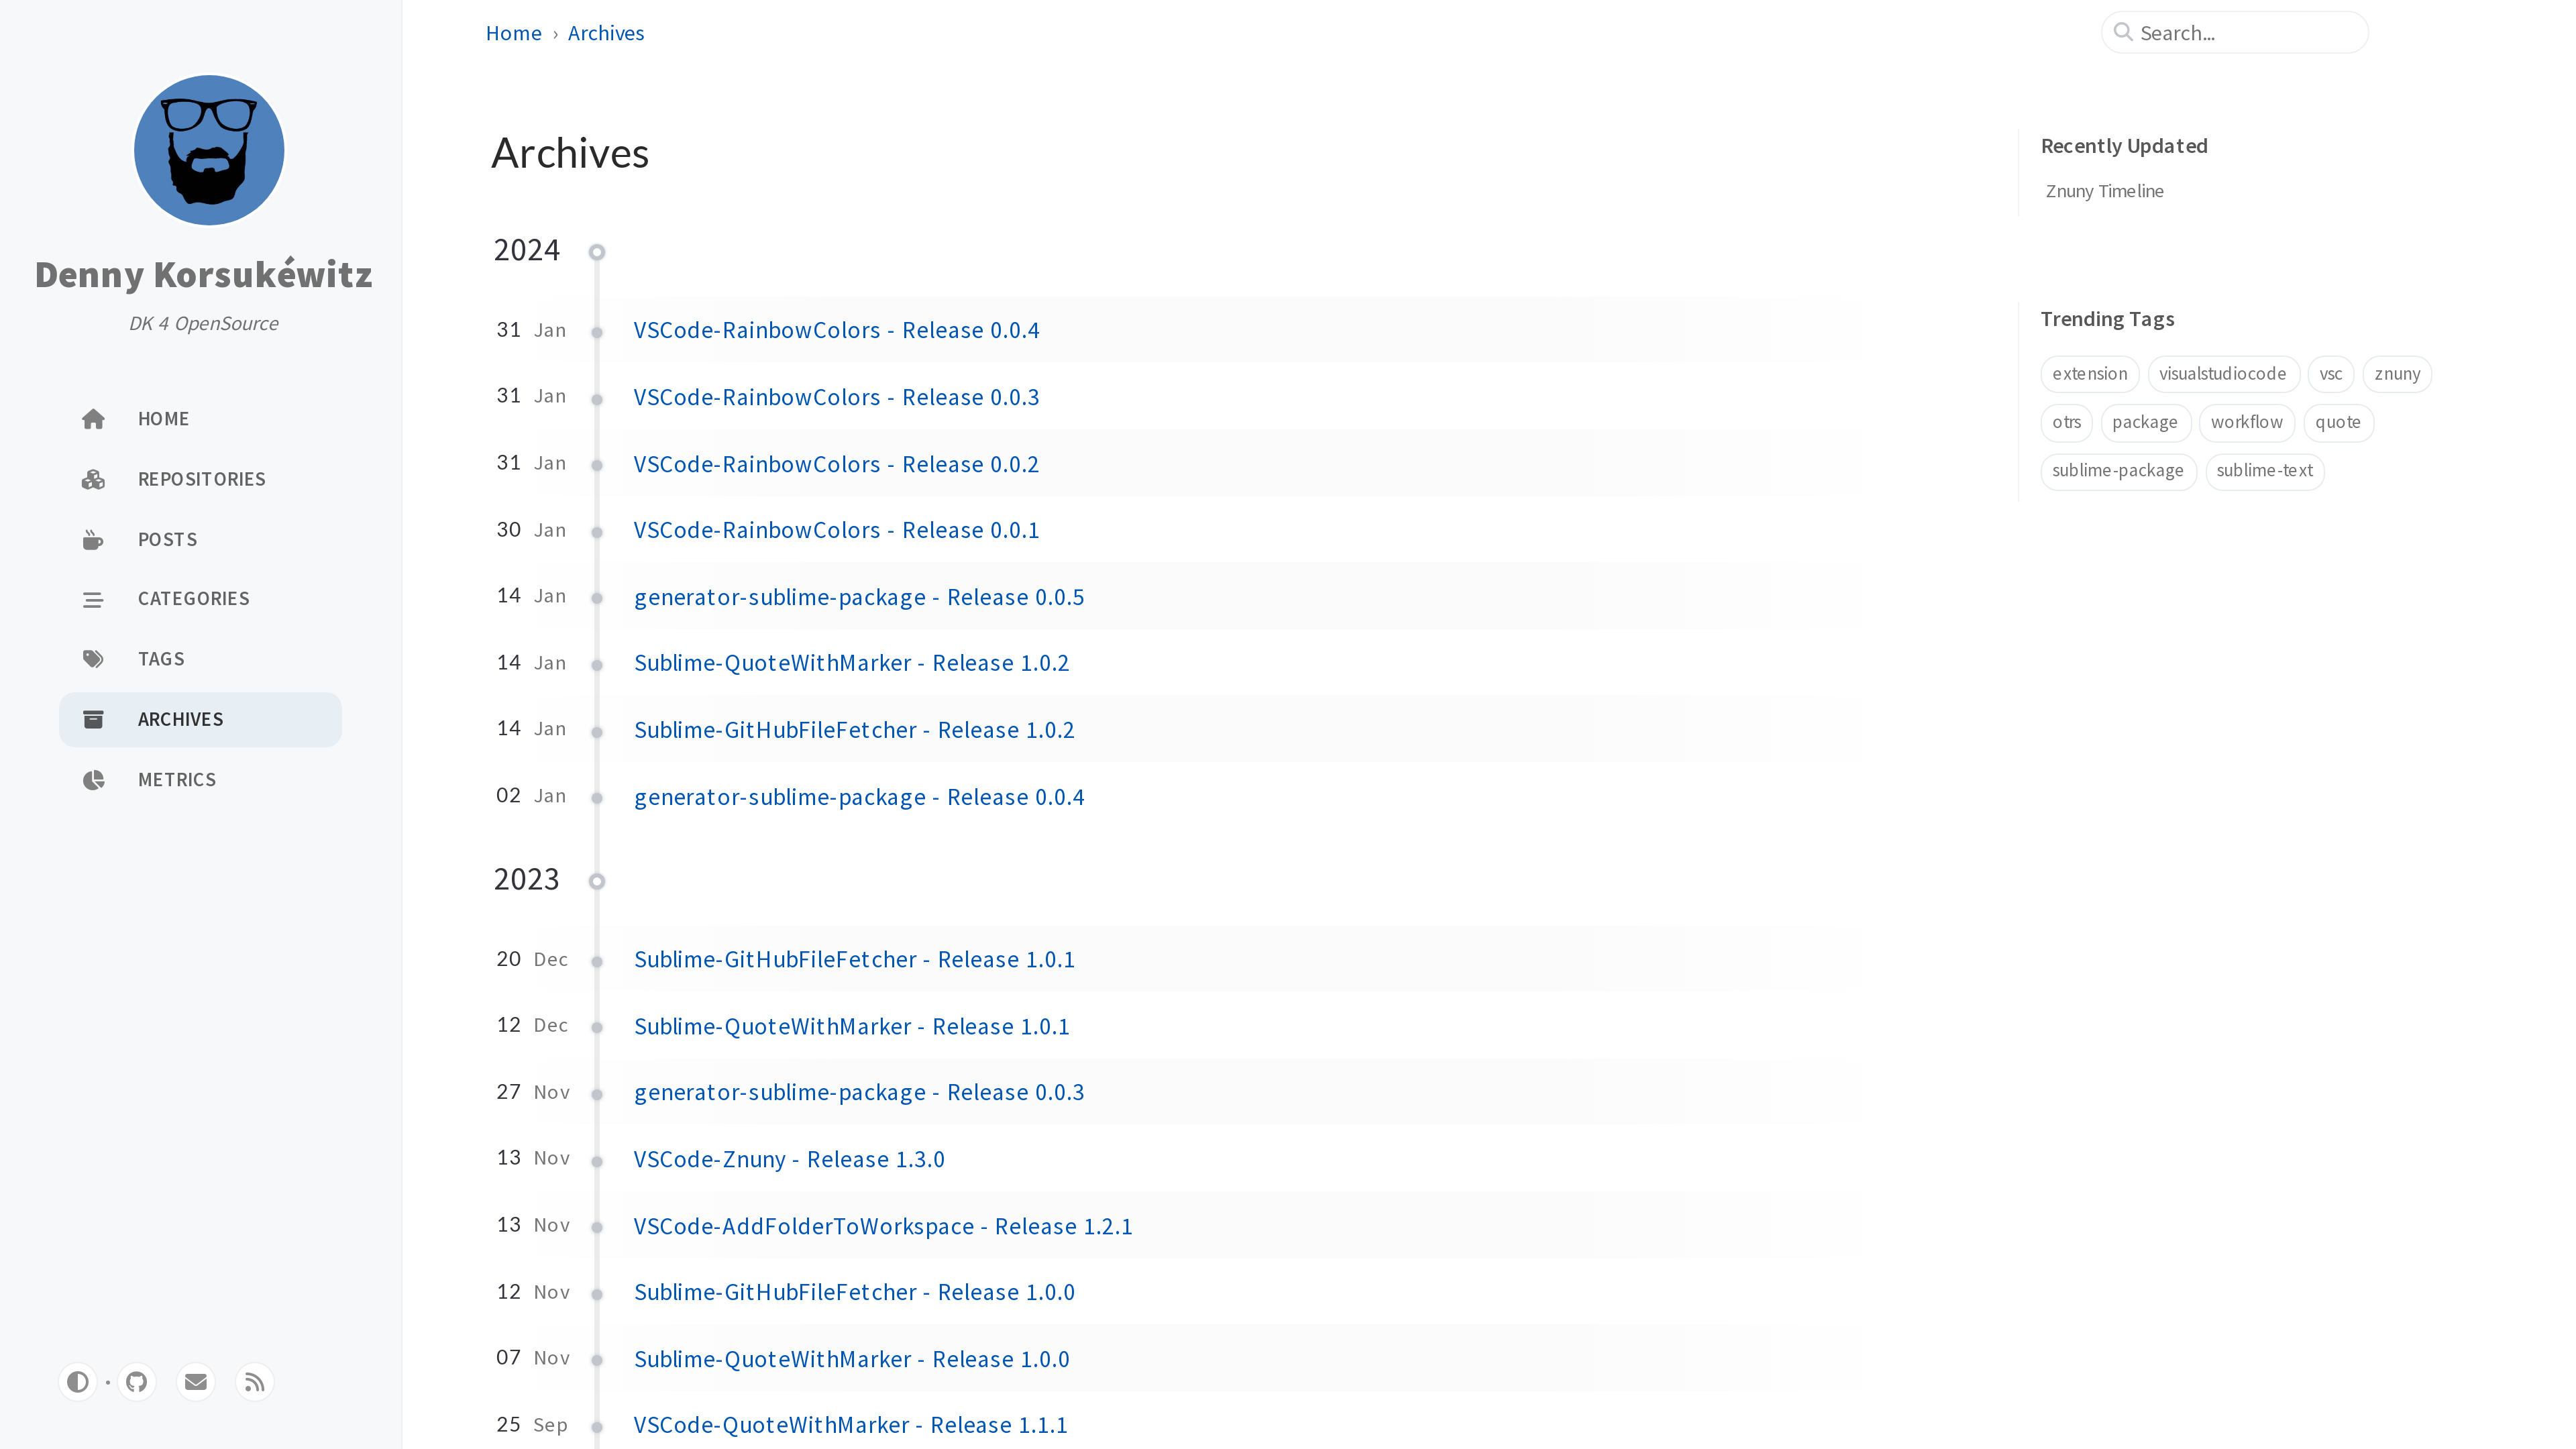 Denny Korsukéwitz
DK 4 OpenSource
HOME
REPOSITORIES
POSTS
CATEGORIES
TAGS
ARCHIVES
METRICS
Home › Archives
Search...
Archives
2024
31 Jan VSCode-RainbowColors - Release 0.0.4
31 Jan VSCode-RainbowColors - Release 0.0.3
31 Jan VSCode-RainbowColors - Release 0.0.2
30 Jan VSCode-RainbowColors - Release 0.0.1
14 Jan generator-sublime-package - Release 0.0.5
14 Jan Sublime-QuoteWithMarker - Release 1.0.2
14 Jan Sublime-GitHubFileFetcher - Release 1.0.2
02 Jan generator-sublime-package - Release 0.0.4
2023
20 Dec Sublime-GitHubFileFetcher - Release 1.0.1
12 Dec Sublime-QuoteWithMarker - Release 1.0.1
27 Nov generator-sublime-package - Release 0.0.3
13 Nov VSCode-Znuny - Release 1.3.0
13 Nov VSCode-AddFolderToWorkspace - Release 1.2.1
12 Nov Sublime-GitHubFileFetcher - Release 1.0.0
07 Nov Sublime-QuoteWithMarker - Release 1.0.0
25 Sep VSCode-QuoteWithMarker - Release 1.1.1
Recently Updated
Znuny Timeline
Trending Tags
extension visualstudiocode vsc znuny
otrs package workflow quote
sublime-package sublime-text